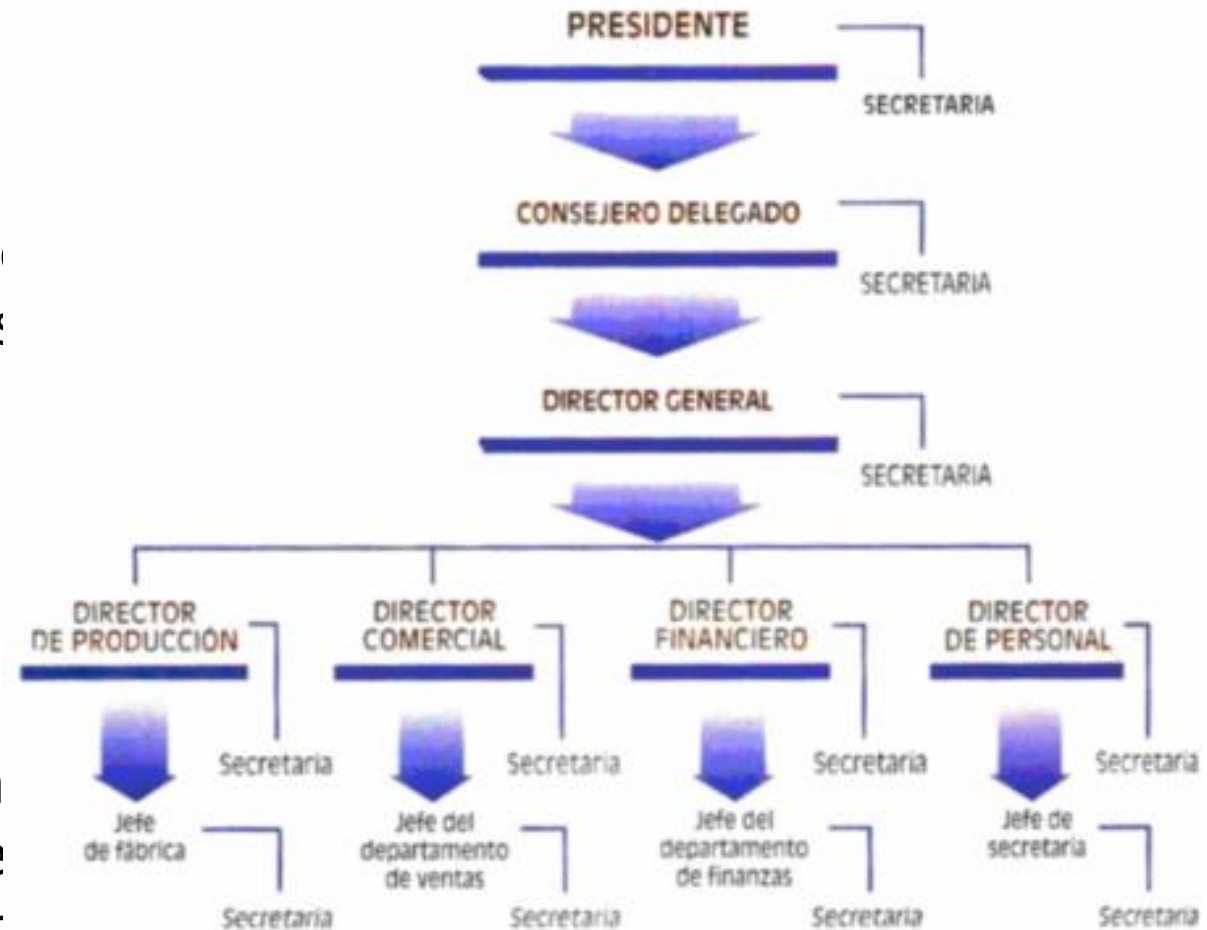 PRESIDENTE
SECRETARIA
CONSEJERO DELEGADO
SECRETARIA
DIRECTOR GENERAL
SECRETARIA
DIRECTOR
DE PRODUCCIÓN
DIRECTOR
COMERCIAL
DIRECTOR
FINANCIERO
DIRECTOR
DE PERSONAL
Secretaria
Secretaria
Secretaria
Secretaria
Jefe
de fábrica
Jefe del
departamento
de ventas
Jefe del
departamento
de finanzas
Jefe de
secretaría
Secretaria
Secretaria
Secretaria
Secretaria